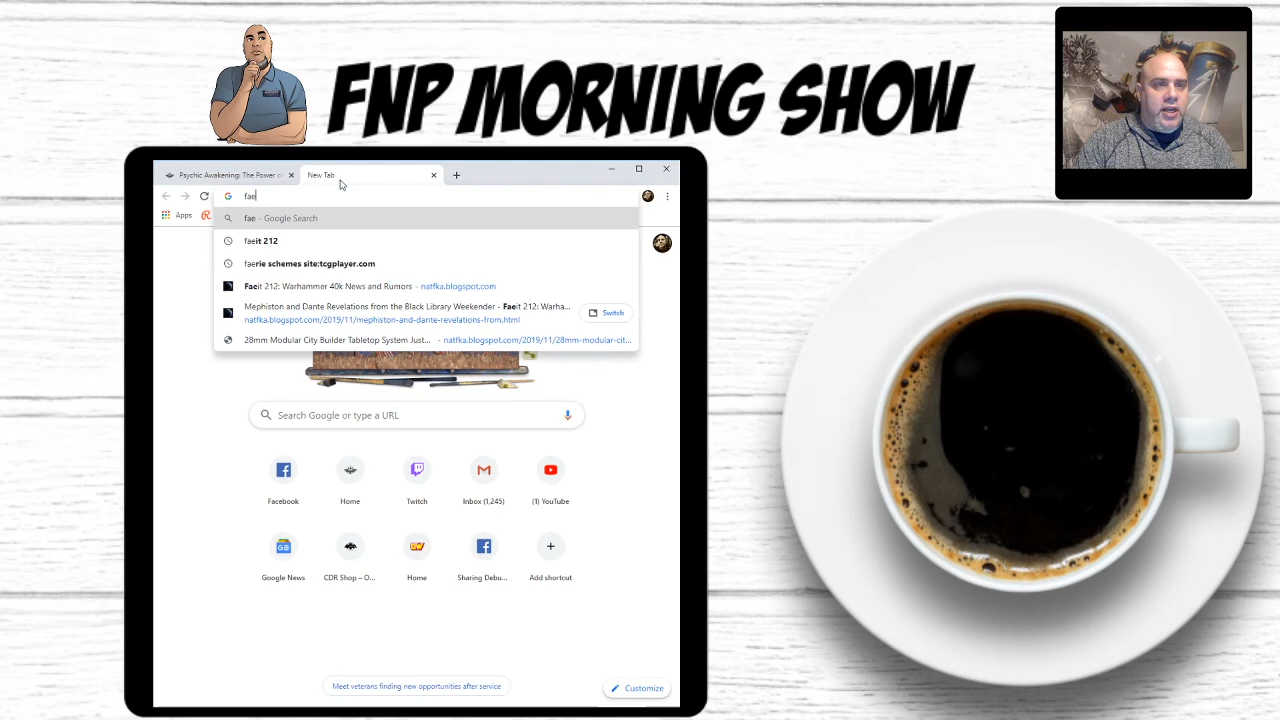 FNP MORNING SHOW
Psychic Awakening: The Power o
New Tab
fae
Apps
fae - Google Search
faeit 212
faerie schemes site:tcgplayer.com
Faeit 212: Warhammer 40k News and Rumors - natfka.blogspot.com
Mephiston and Dante Revelations from the Black Library Weekender - Faeit 212: Warha...
natfka.blogspot.com/2019/11/mephiston-and-dante-revelations-from.html
Switch
28mm Modular City Builder Tabletop System Just... - natfka.blogspot.com/2019/11/28mm-modular-cit...
Search Google or type a URL
Facebook
Home
Twitch
Inbox (1,245)
(1) YouTube
Google News
CDR Shop – O...
Home
Sharing Debu...
Add shortcut
Meet veterans finding new opportunities after service
Customize